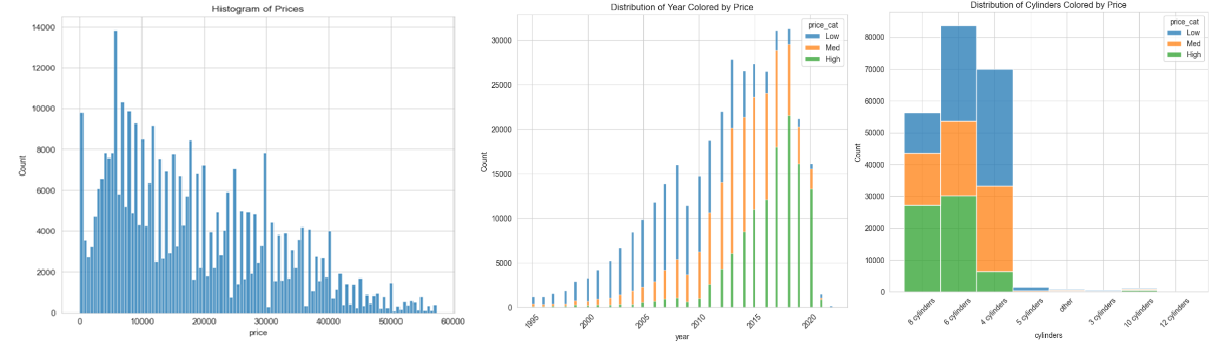 Histogram of Prices
Count
14000
12000
10000
8000
6000
4000
2000
0
0 10000 20000 30000 40000 50000 60000
price
Distribution of Year Colored by Price
price_cat
Low
Med
High
Count
30000
25000
20000
15000
10000
5000
0
1995 2000 2005 2010 2015 2020
year
Distribution of Cylinders Colored by Price
price_cat
Low
Med
High
Count
80000
70000
60000
50000
40000
30000
20000
10000
0
8 cylinders 6 cylinders 4 cylinders 5 cylinders other 3 cylinders 10 cylinders 12 cylinders
cylinders